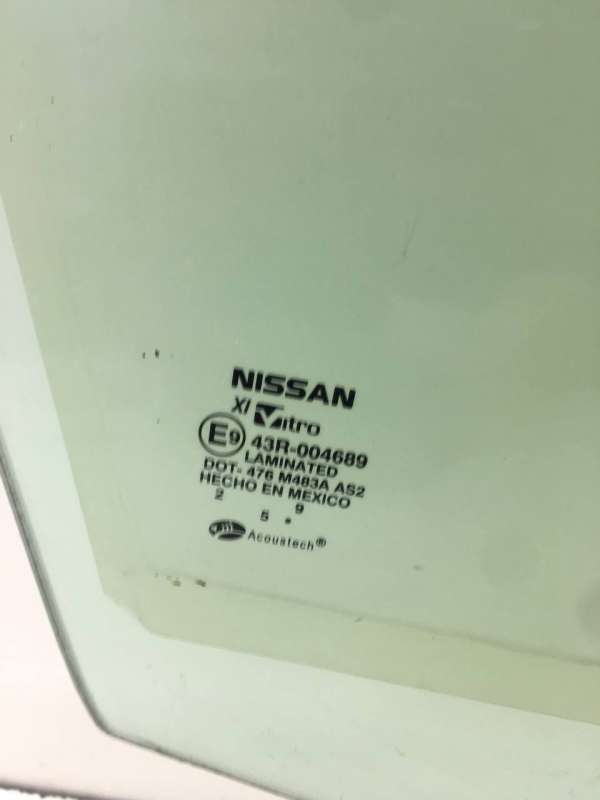 NISSAN
XI Vitro
E9 43R-004689
LAMINATED
DOT- 476 M483A AS2
HECHO EN MEXICO
2 9
5 .
Acoustech®